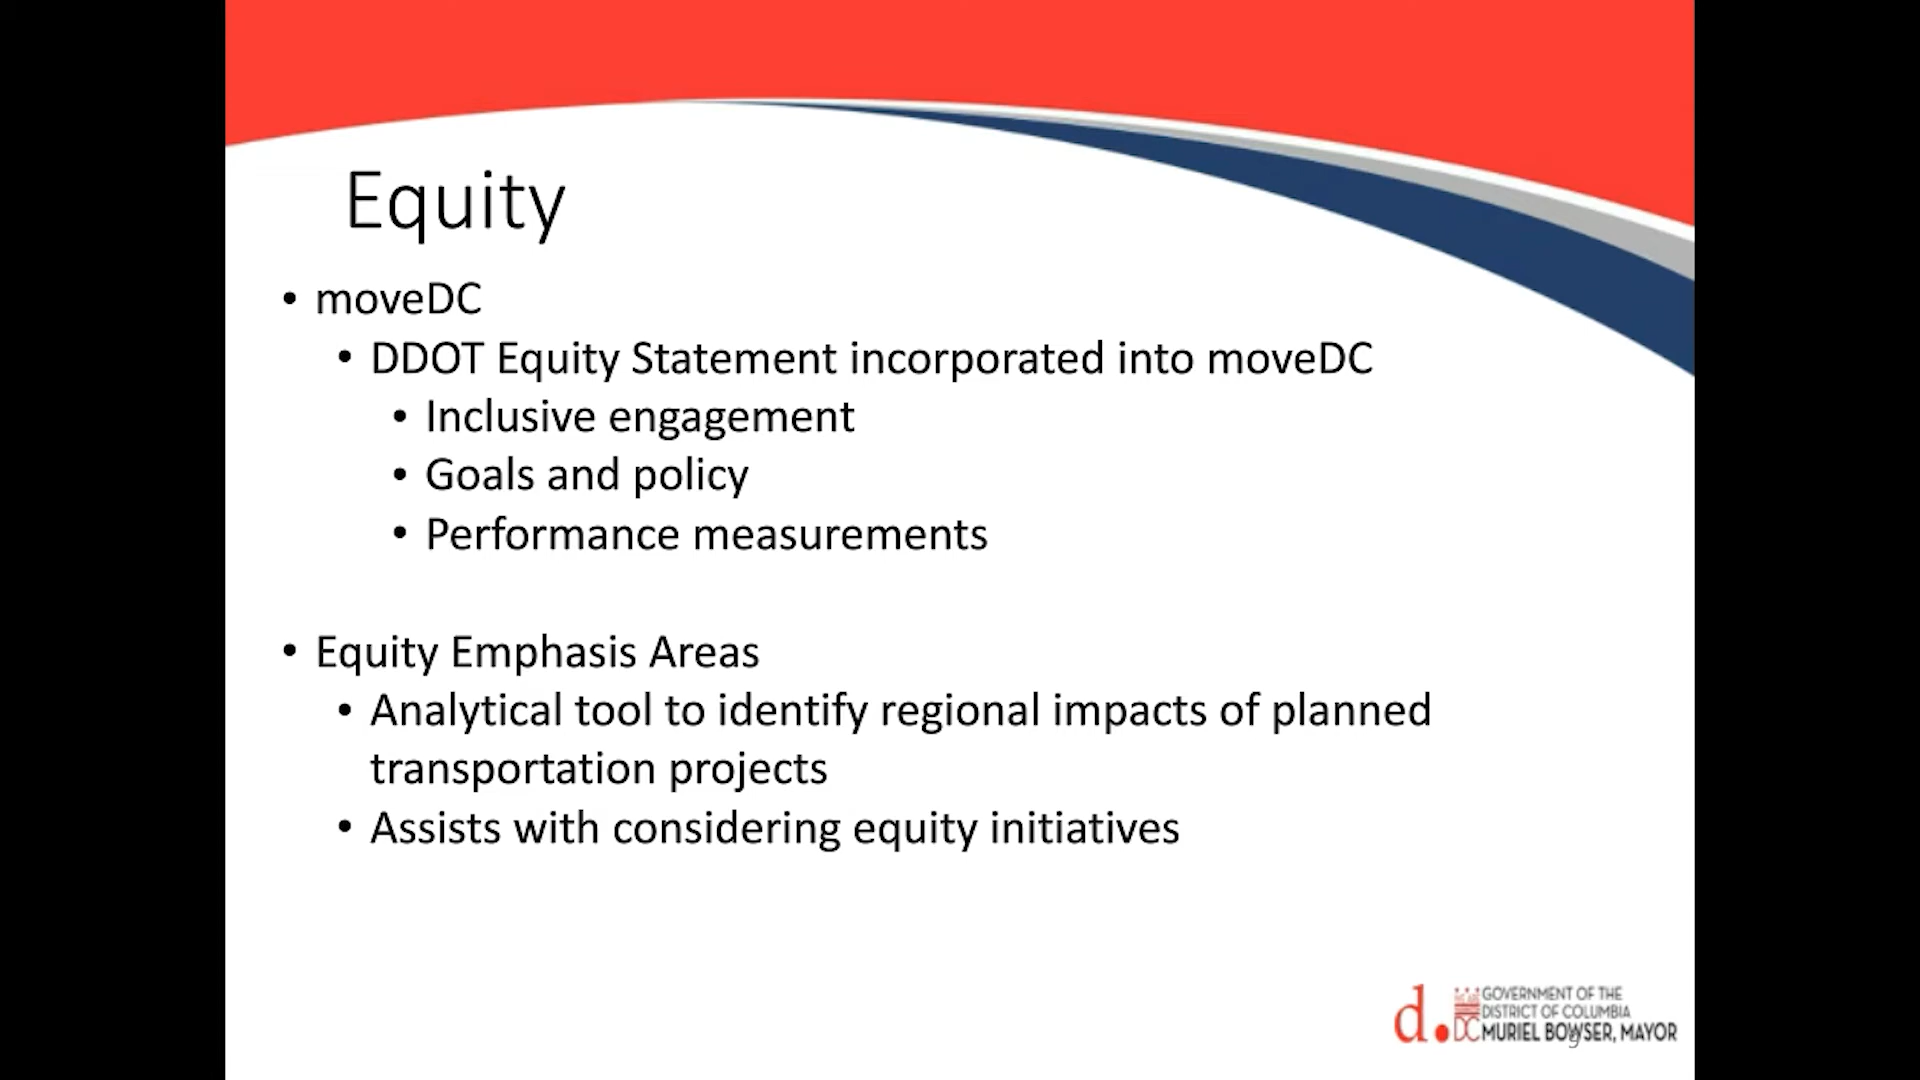 Equity
• moveDC
• DDOT Equity Statement incorporated into moveDC
• Inclusive engagement
• Goals and policy
• Performance measurements
• Equity Emphasis Areas
• Analytical tool to identify regional impacts of planned
transportation projects
• Assists with considering equity initiatives
d.
GOVERNMENT OF THE
DISTRICT OF COLUMBIA
DC MURIEL BOWSER, MAYOR
9